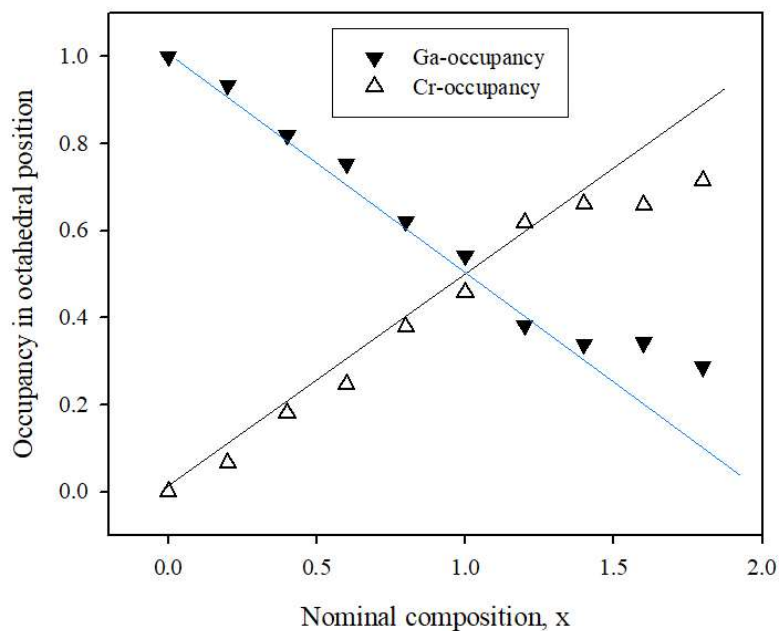 Ga-occupancy
Cr-occupancy
Occupancy in octahedral position
1.0
0.8
0.6
0.4
0.2
0.0
0.0 0.5 1.0 1.5 2.0
Nominal composition, x